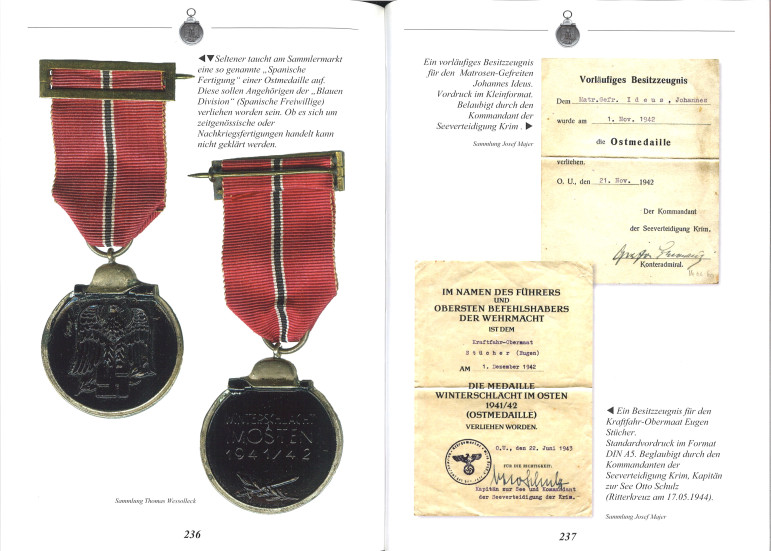 ◀▼Seltener taucht am Sammlermarkt
eine so genannte „Spanische
Fertigung" einer Ostmedaille auf.
Diese sollen Angehörigen der „Blauen
Division" (Spanische Freiwillige)
verliehen worden sein. Ob es sich um
zeitgenössische oder
Nachkriegsfertigungen handelt kann
nicht geklärt werden.
WINTERSCHLACHT
IM OSTEN
1941/42
Sammlung Thomas Wessolleck
236
Ein vorläufiges Besitzzeugnis
für den Matrosen-Gefreiten
Johannes Ideus.
Vordruck im Kleinformat.
Belaubigt durch den
Kommandant der
Seeverteidigung Krim . ▶
Sammlung Josef Majer
Vorläufiges Besitzzeugnis
Dem Matr.Gefr. I d e u s , Johannes
wurde am 1. Nov. 1942
die Ostmedaille
verliehen.
O. U., den 21. Nov. 1942
Der Kommandant
der Seeverteidigung Krim.
Konteradmiral.
IM NAMEN DES FÜHRERS
UND
OBERSTEN BEFEHLSHABERS
DER WEHRMACHT
IST DEM
Kraftfahr-Obermaat
S t ü c h e r (Eugen)
AM 1. Dezember 1942
DIE MEDAILLE
WINTERSCHLACHT IM OSTEN
1941/42
(OSTMEDAILLE)
VERLIEHEN WORDEN.
O.U., den 22. Juni 1943
FÜR DIE RICHTIGKEIT:
Otto Schulz
Kapitän zur See und Kommandant
der Seeverteidigung der Krim.
◀ Ein Besitzzeugnis für den
Kraftfahr-Obermaat Eugen
Stücher.
Standardvordruck im Format
DIN A5. Beglaubigt durch den
Kommandanten der
Seeverteidigung Krim, Kapitän
zur See Otto Schulz
(Ritterkreuz am 17.05.1944).
Sammlung Josef Majer
237